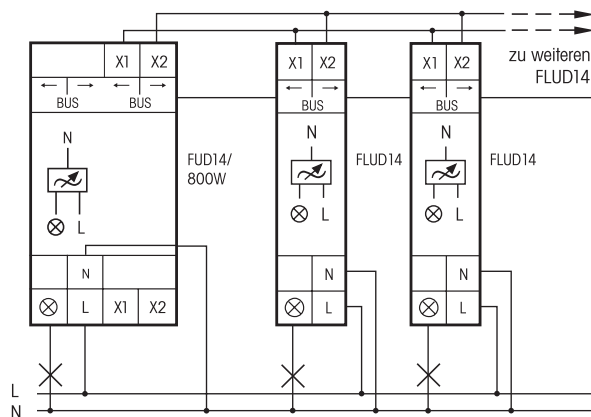 X1 X2 X1 X2 X1 X2
zu weiteren
FLUD14
BUS BUS BUS BUS
N N N
FUD14/
800W
FLUD14 FLUD14
L L L
N N N
L X1 X2 L L
L
N